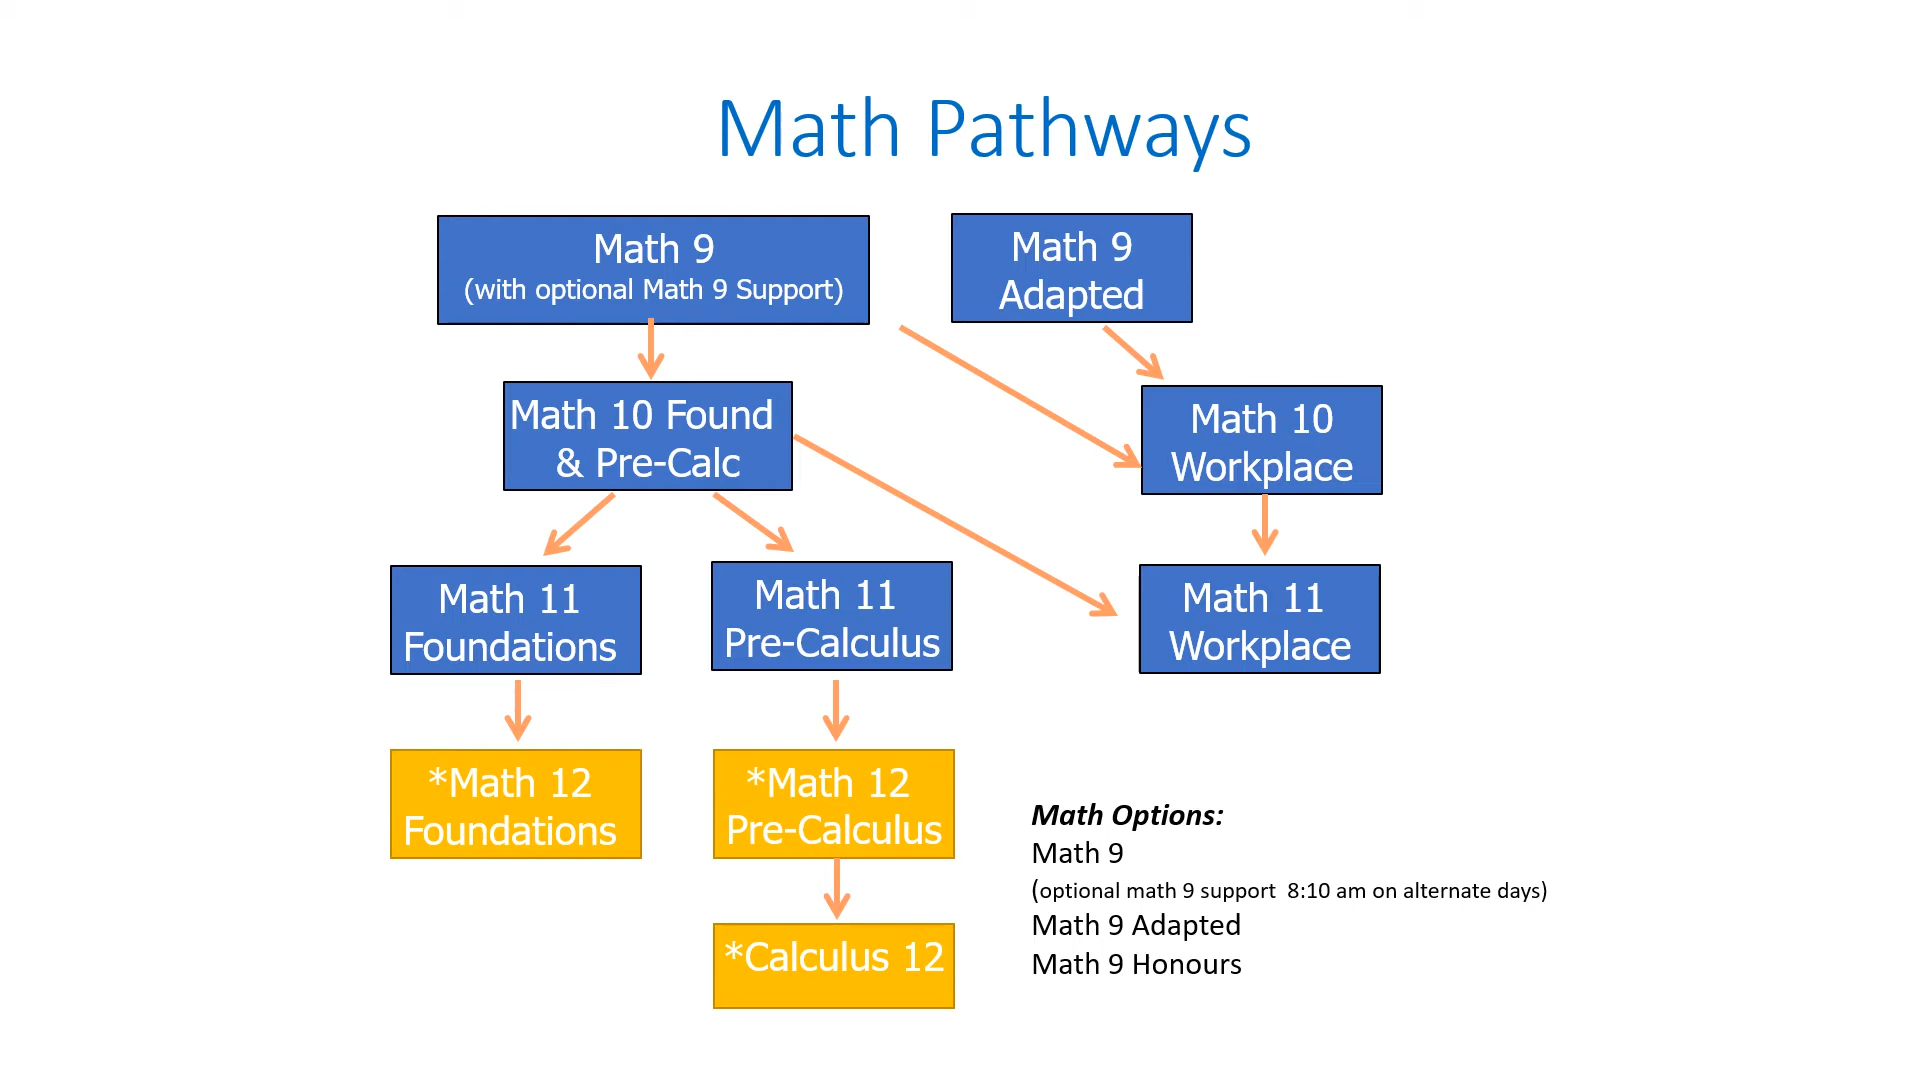 Math Pathways
Math 9
(with optional Math 9 Support)
Math 9
Adapted
Math 10 Found
& Pre-Calc
Math 10
Workplace
Math 11
Foundations
Math 11
Pre-Calculus
Math 11
Workplace
*Math 12
Foundations
*Math 12
Pre-Calculus
*Calculus 12
Math Options:
Math 9
(optional math 9 support  8:10 am on alternate days)
Math 9 Adapted
Math 9 Honours